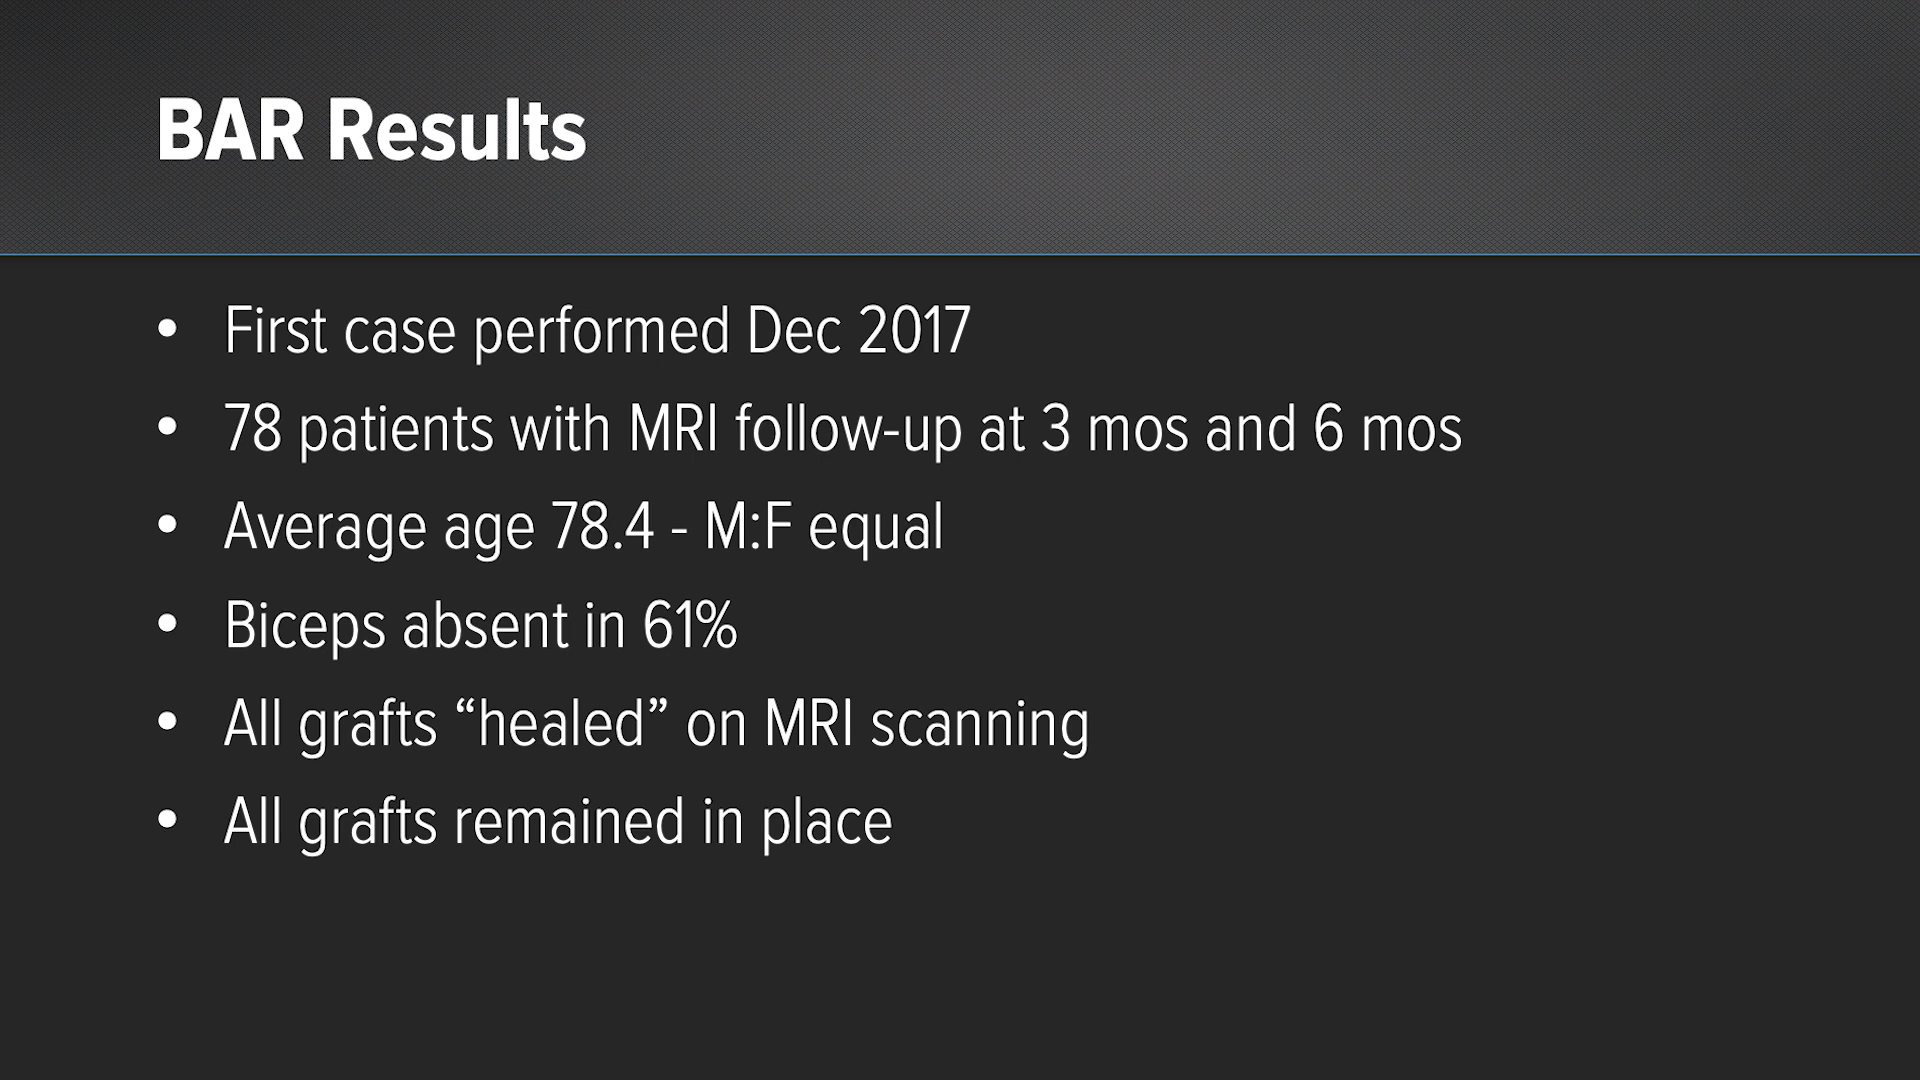 BAR Results
• First case performed Dec 2017
• 78 patients with MRI follow-up at 3 mos and 6 mos
• Average age 78.4 - M:F equal
• Biceps absent in 61%
• All grafts “healed” on MRI scanning
• All grafts remained in place